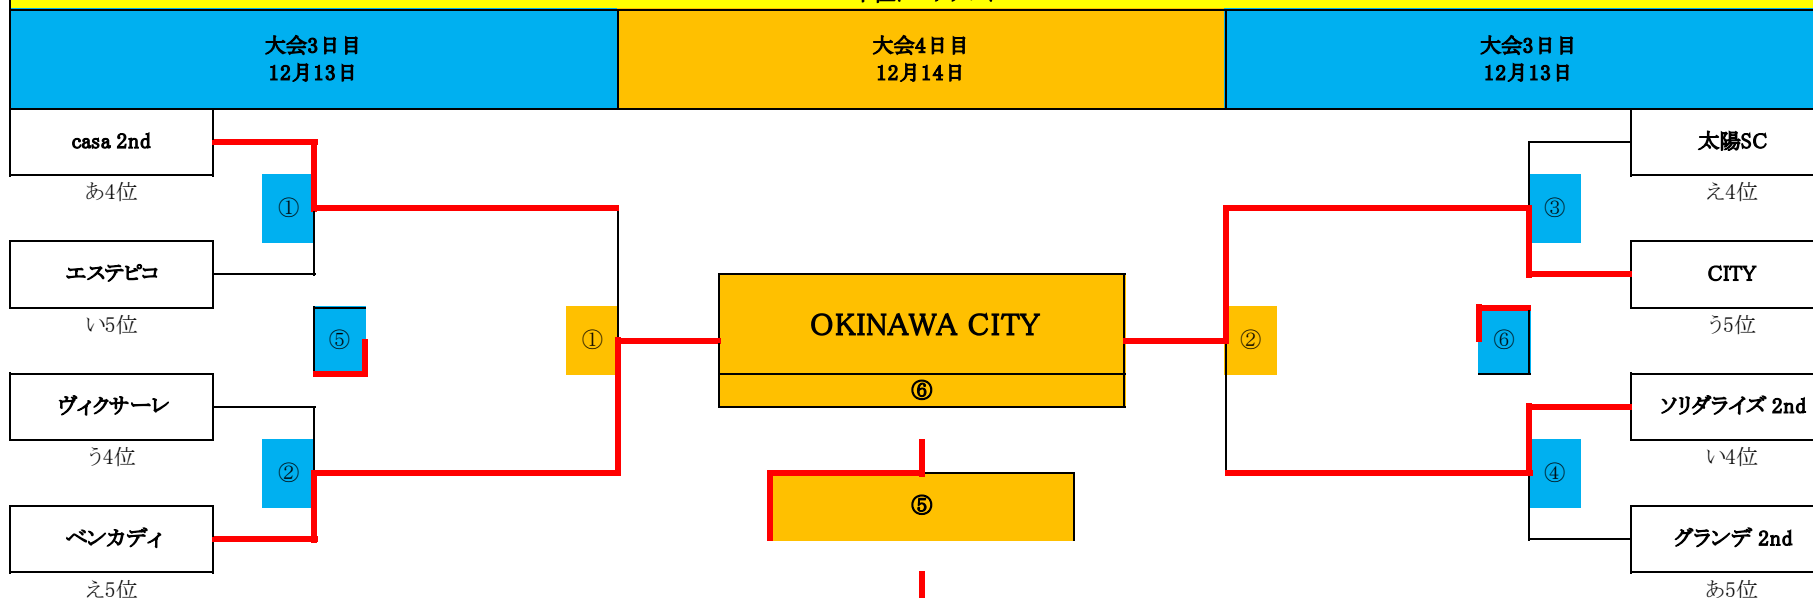 大会3日目
12月13日
大会4日目
12月14日
大会3日目
12月13日
casa 2nd
あ4位
①
エステピコ
い5位
⑤
①
ヴィクサーレ
う4位
②
ベンカディ
え5位
OKINAWA CITY
⑥
⑤
太陽SC
え4位
③
CITY
う5位
②
⑥
ソリダライズ 2nd
い4位
④
グランデ 2nd
あ5位